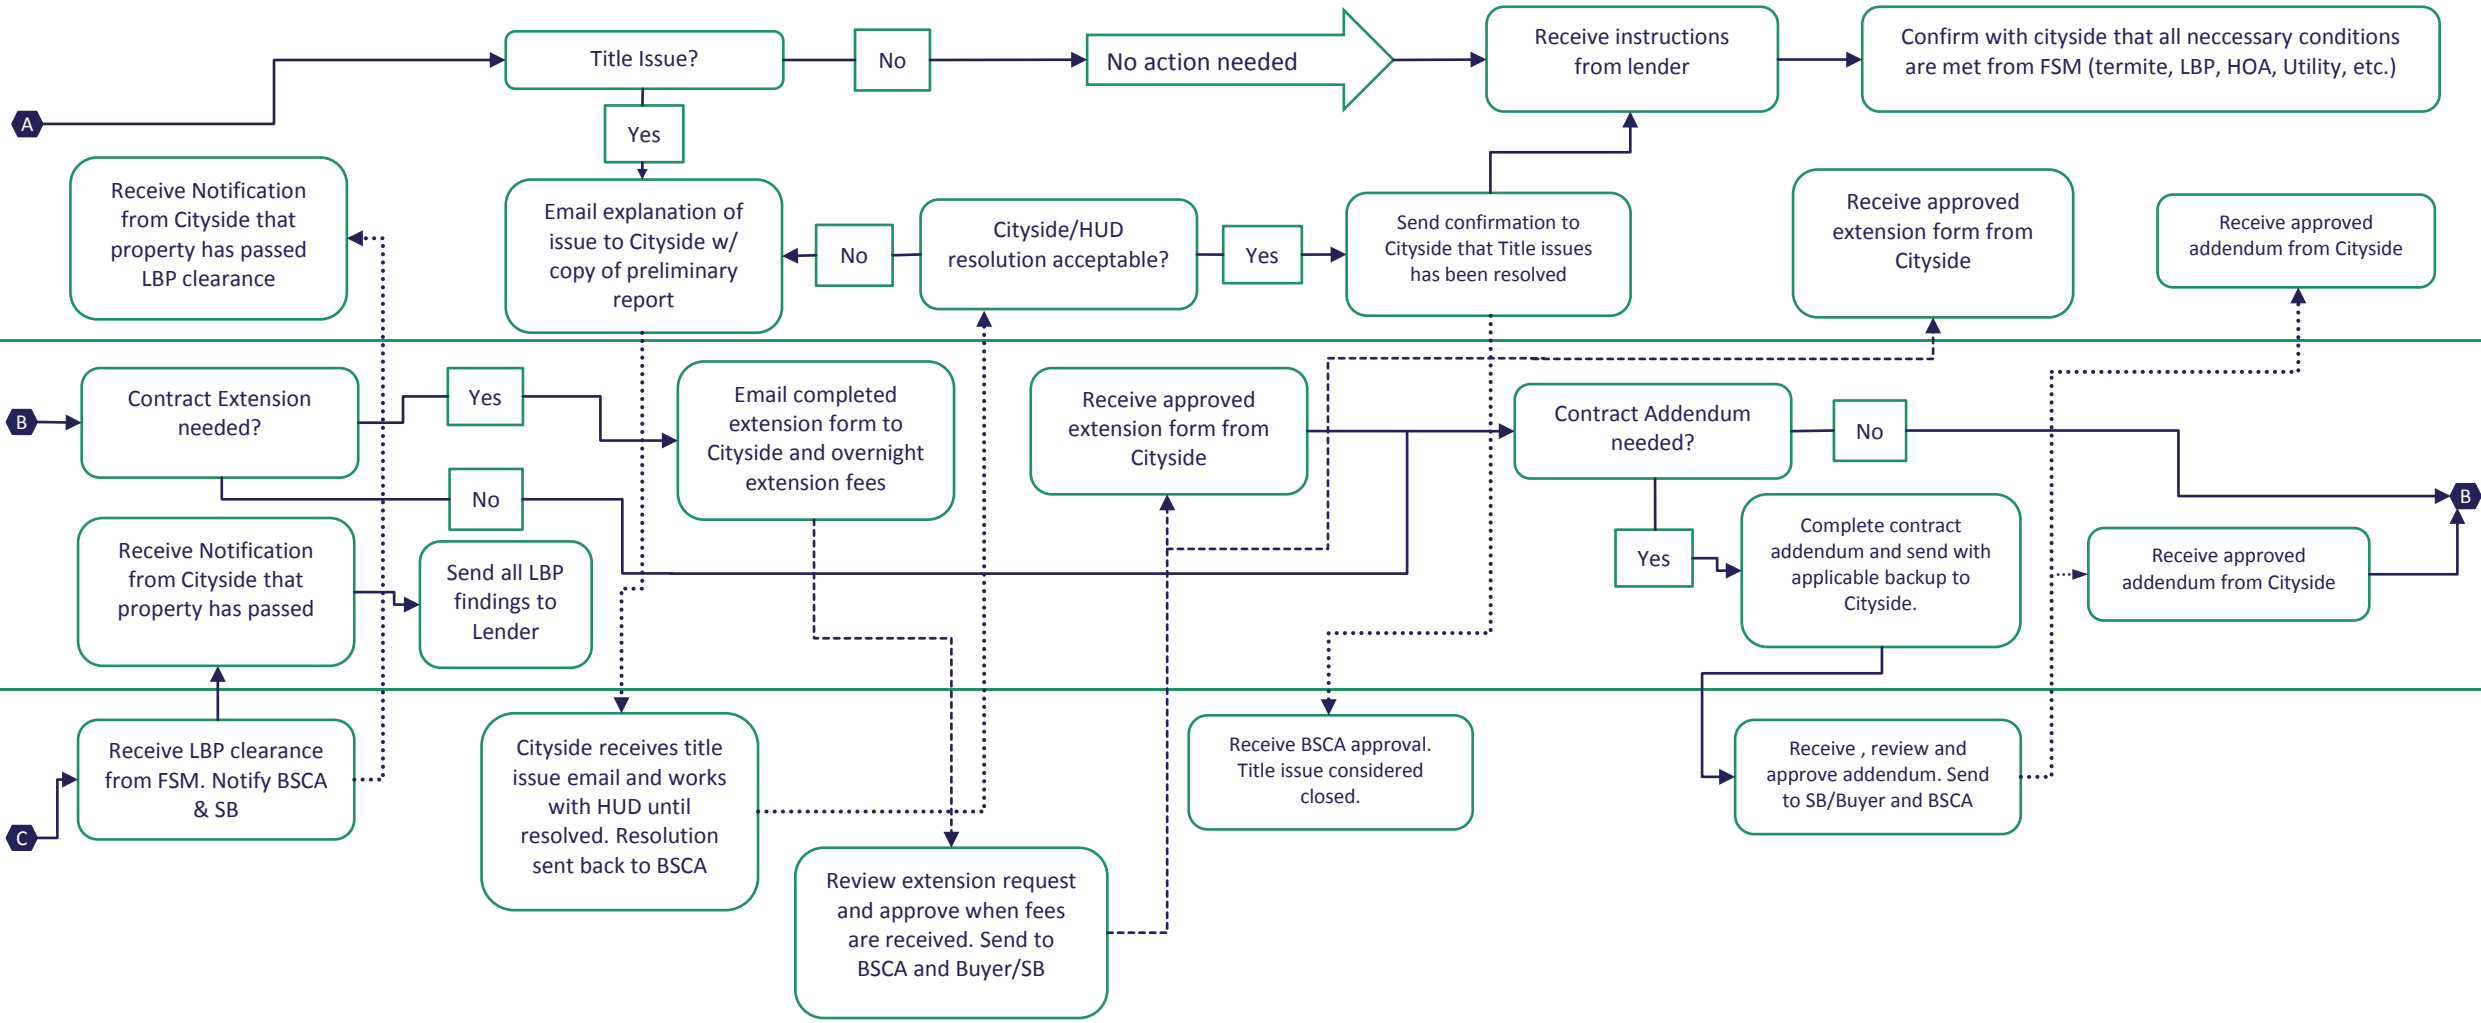 Title Issue?
No
No action needed
Receive instructions
from lender
Confirm with cityside that all neccessary conditions
are met from FSM (termite, LBP, HOA, Utility, etc.)
A
Yes
Receive Notification
from Cityside that
property has passed
LBP clearance
Email explanation of
issue to Cityside w/
copy of preliminary
report
No
Cityside/HUD
resolution acceptable?
Yes
Send confirmation to
Cityside that Title issues
has been resolved
Receive approved
extension form from
Cityside
Receive approved
addendum from Cityside
B
Contract Extension
needed?
Yes
No
Email completed
extension form to
Cityside and overnight
extension fees
Receive approved
extension form from
Cityside
Contract Addendum
needed?
No
B
Yes
Complete contract
addendum and send with
applicable backup to
Cityside.
Receive approved
addendum from Cityside
Receive Notification
from Cityside that
property has passed
Send all LBP
findings to
Lender
C
Receive LBP clearance
from FSM. Notify BSCA
& SB
Cityside receives title
issue email and works
with HUD until
resolved. Resolution
sent back to BSCA
Review extension request
and approve when fees
are received. Send to
BSCA and Buyer/SB
Receive BSCA approval.
Title issue considered
closed.
Receive , review and
approve addendum. Send
to SB/Buyer and BSCA